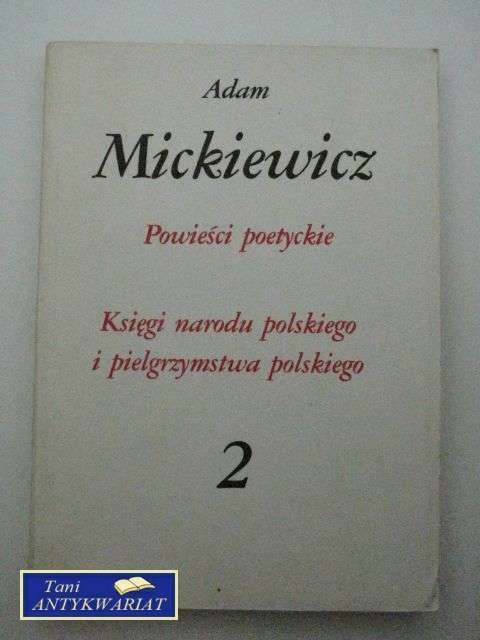 Adam
Mickiewicz
Powieści poetyckie
Księgi narodu polskiego
i pielgrzymstwa polskiego
2
Tani
ANTYKWARIAT